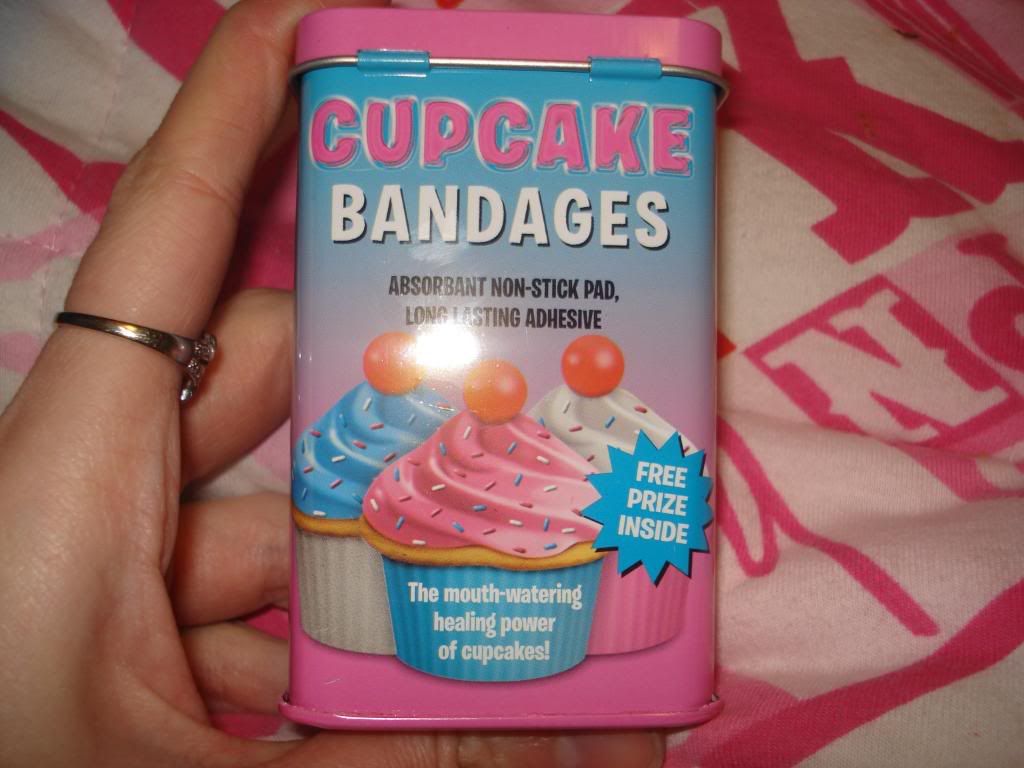 CUPCAKE
BANDAGES
ABSORBANT NON-STICK PAD,
LONG LASTING ADHESIVE
FREE
PRIZE
INSIDE
The mouth-watering
healing power
of cupcakes!